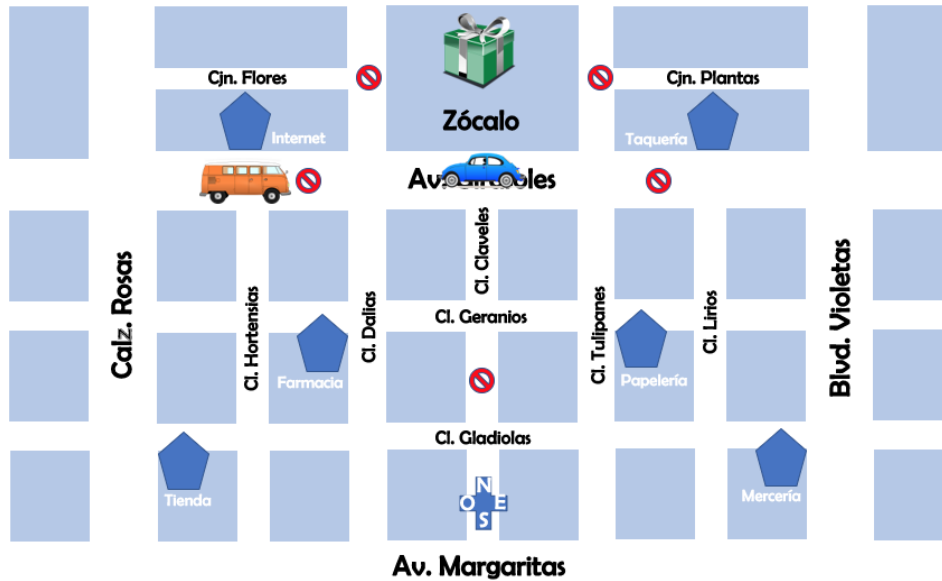 Cjn. Flores
Cjn. Plantas
Zócalo
Internet
Taquería
Av.
Cl. Claveles
Calz. Rosas
Cl. Hortensias
Cl. Dalias
Cl. Geranios
Cl. Tulipanes
Cl. Lirios
Blvd. Violetas
Farmacia
Papelería
Cl. Gladiolas
Tienda
N
O E
S
Mercería
Av. Margaritas